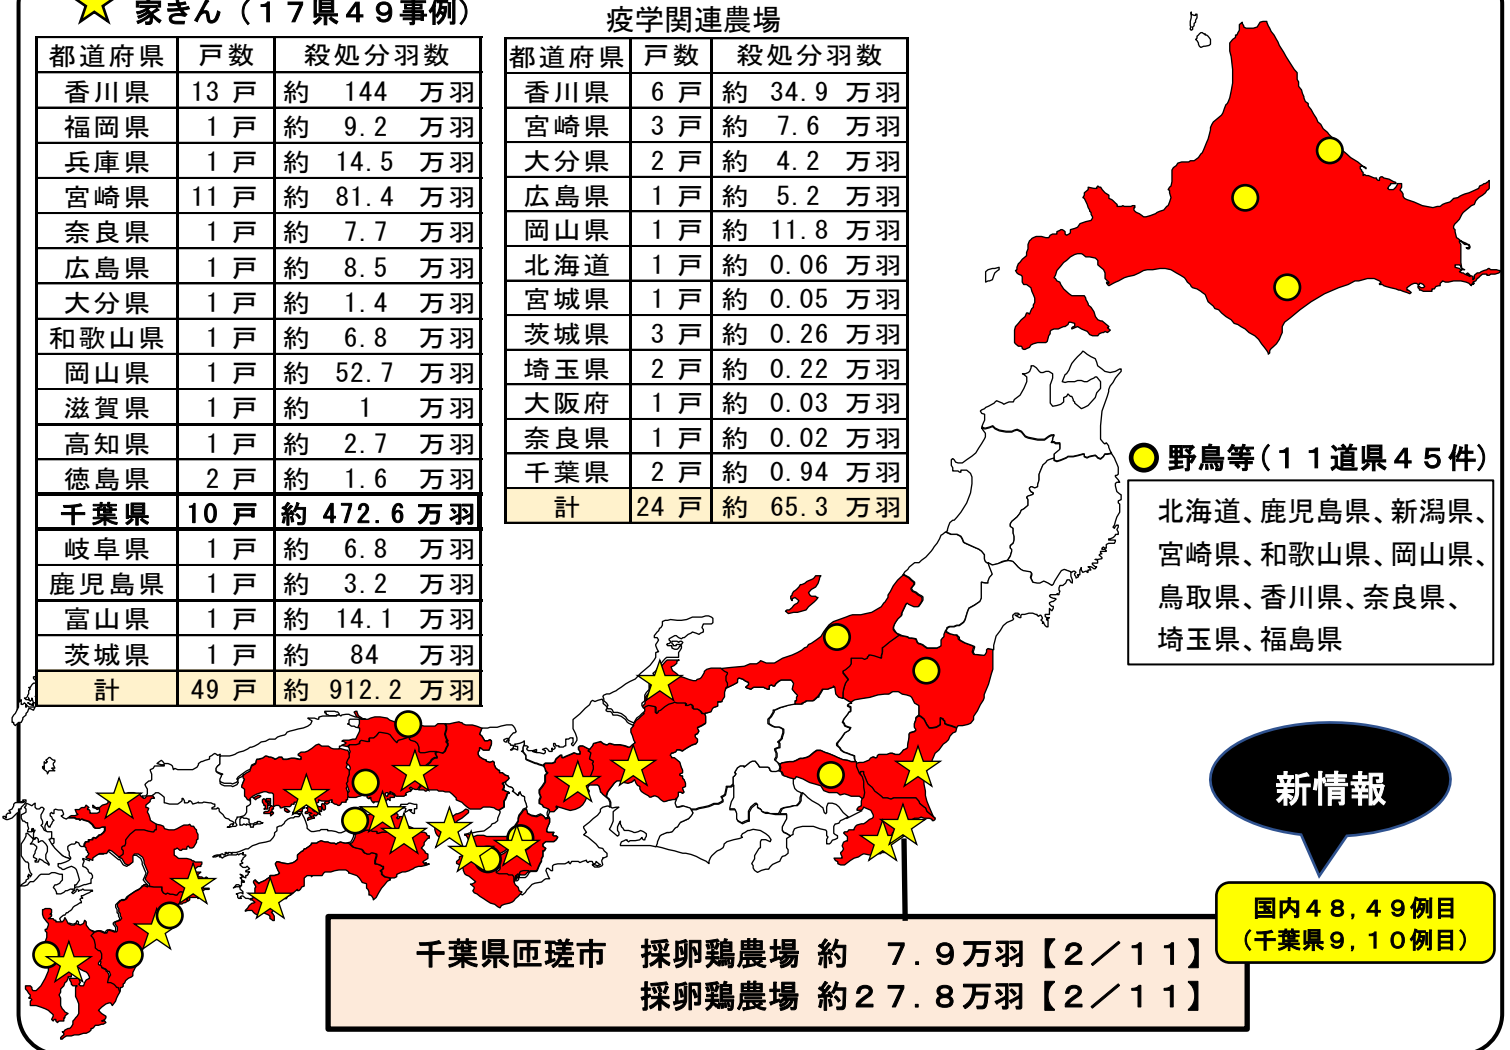 家きん（１７県４９事例）
都道府県 戸数 殺処分羽数
香川県 13 戸 約 144 万羽
福岡県 1 戸 約 9.2 万羽
兵庫県 1 戸 約 14.5 万羽
宮崎県 11 戸 約 81.4 万羽
奈良県 1 戸 約 7.7 万羽
広島県 1 戸 約 8.5 万羽
大分県 1 戸 約 1.4 万羽
和歌山県 1 戸 約 6.8 万羽
岡山県 1 戸 約 52.7 万羽
滋賀県 1 戸 約 1 万羽
高知県 1 戸 約 2.7 万羽
徳島県 2 戸 約 1.6 万羽
千葉県 10 戸 約 472.6 万羽
岐阜県 1 戸 約 6.8 万羽
鹿児島県 1 戸 約 3.2 万羽
富山県 1 戸 約 14.1 万羽
茨城県 1 戸 約 84 万羽
計 49 戸 約 912.2 万羽
疫学関連農場
都道府県 戸数 殺処分羽数
香川県 6 戸 約 34.9 万羽
宮崎県 3 戸 約 7.6 万羽
大分県 2 戸 約 4.2 万羽
広島県 1 戸 約 5.2 万羽
岡山県 1 戸 約 11.8 万羽
北海道 1 戸 約 0.06 万羽
宮城県 1 戸 約 0.05 万羽
茨城県 3 戸 約 0.26 万羽
埼玉県 2 戸 約 0.22 万羽
大阪府 1 戸 約 0.03 万羽
奈良県 1 戸 約 0.02 万羽
千葉県 2 戸 約 0.94 万羽
計 24 戸 約 65.3 万羽
野鳥等（１１道県４５件）
北海道、鹿児島県、新潟県、
宮崎県、和歌山県、岡山県、
鳥取県、香川県、奈良県、
埼玉県、福島県
新情報
国内４８，４９例目
（千葉県９，１０例目）
千葉県匝瑳市 採卵鶏農場 約 ７.９万羽【２／１１】
採卵鶏農場 約２７.８万羽【２／１１】